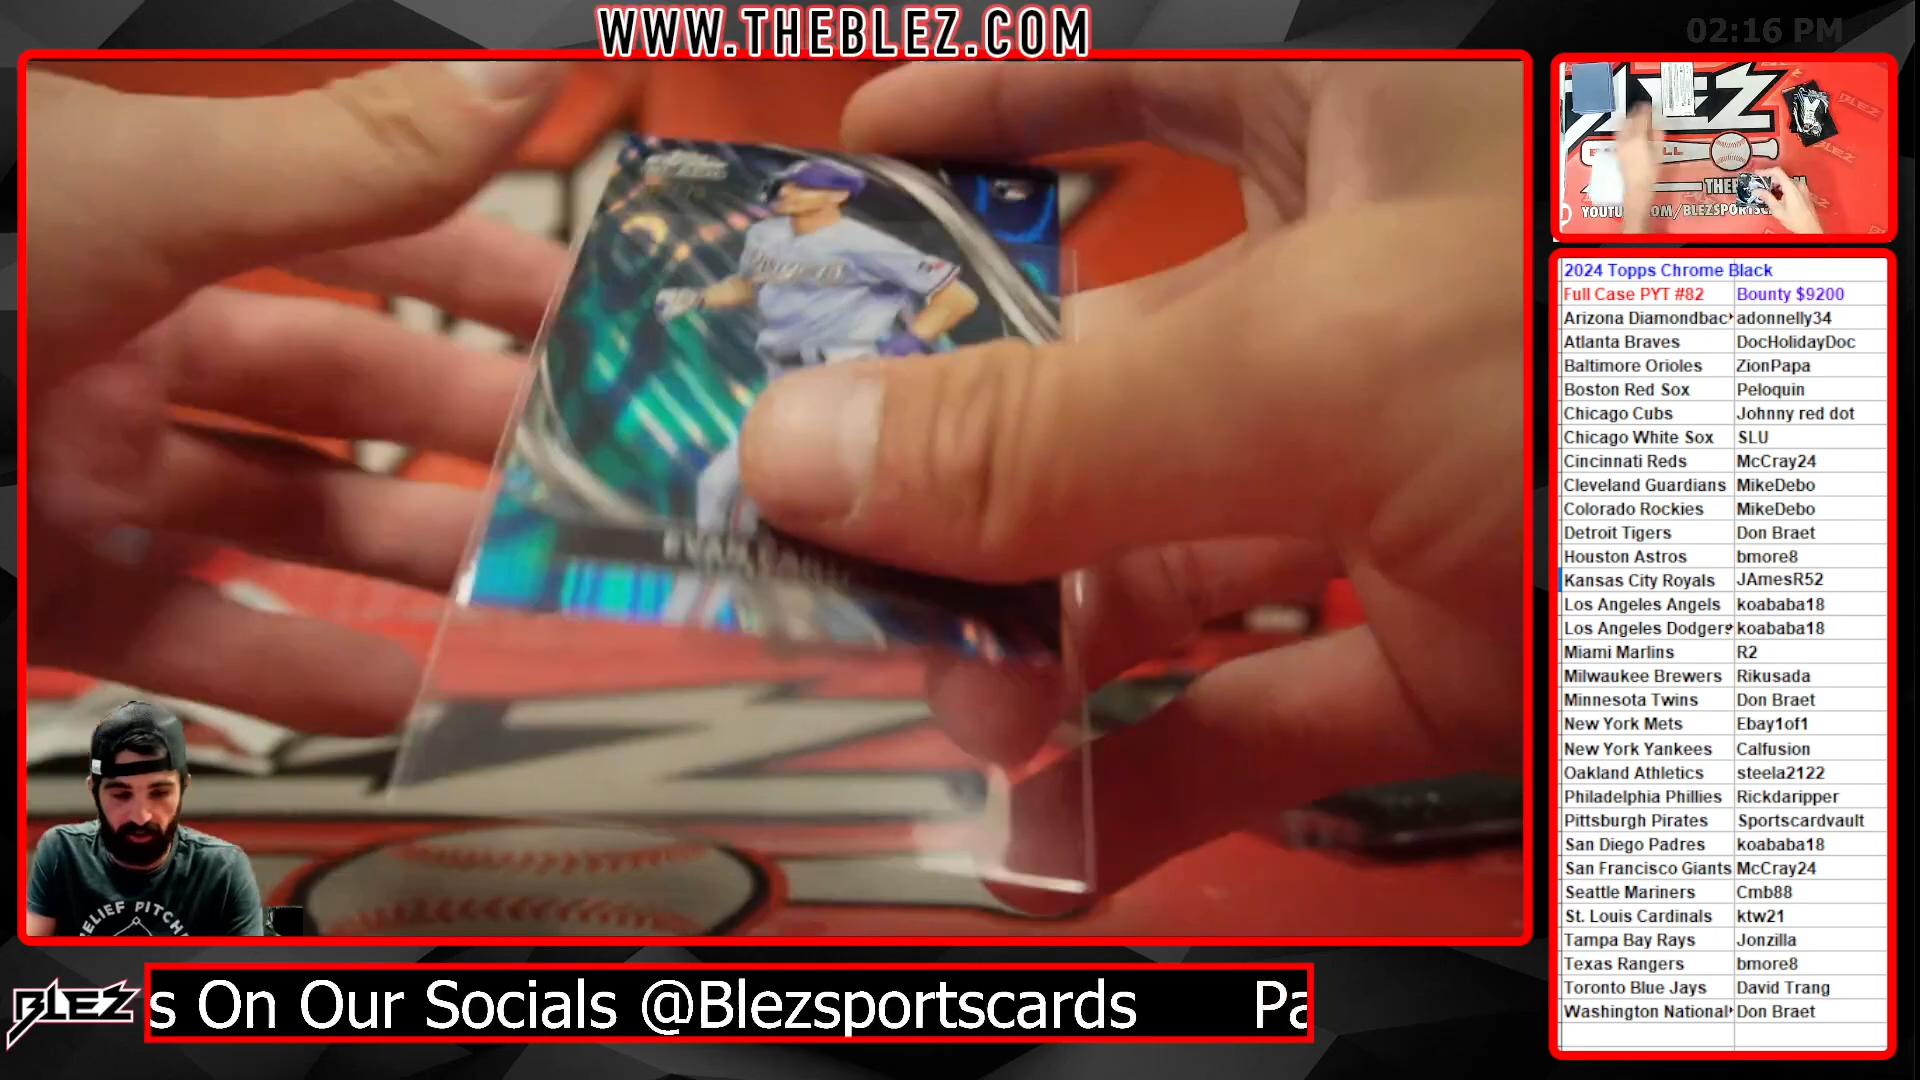 WWW.THEBLEZ.COM
02:16 PM
2024 Topps Chrome Black
Full Case PYT #82 Bounty $9200
Arizona Diamondbac adonnelly34
Atlanta Braves DocHolidayDoc
Baltimore Orioles ZionPapa
Boston Red Sox Peloquin
Chicago Cubs Johnny red dot
Chicago White Sox SLU
Cincinnati Reds McCray24
Cleveland Guardians MikeDebo
Colorado Rockies MikeDebo
Detroit Tigers Don Braet
Houston Astros bmore8
Kansas City Royals JAmesR52
Los Angeles Angels koababa18
Los Angeles Dodgers koababa18
Miami Marlins R2
Milwaukee Brewers Rikusada
Minnesota Twins Don Braet
New York Mets Ebay1of1
New York Yankees Calfusion
Oakland Athletics steela2122
Philadelphia Phillies Rickdaripper
Pittsburgh Pirates Sportscardvault
San Diego Padres koababa18
San Francisco Giants McCray24
Seattle Mariners Cmb88
St. Louis Cardinals ktw21
Tampa Bay Rays Jonzilla
Texas Rangers bmore8
Toronto Blue Jays David Trang
Washington National Don Braet
EVAN
ELIEF PITCH
BLEZ
s On Our Socials @Blezsportscards Pa